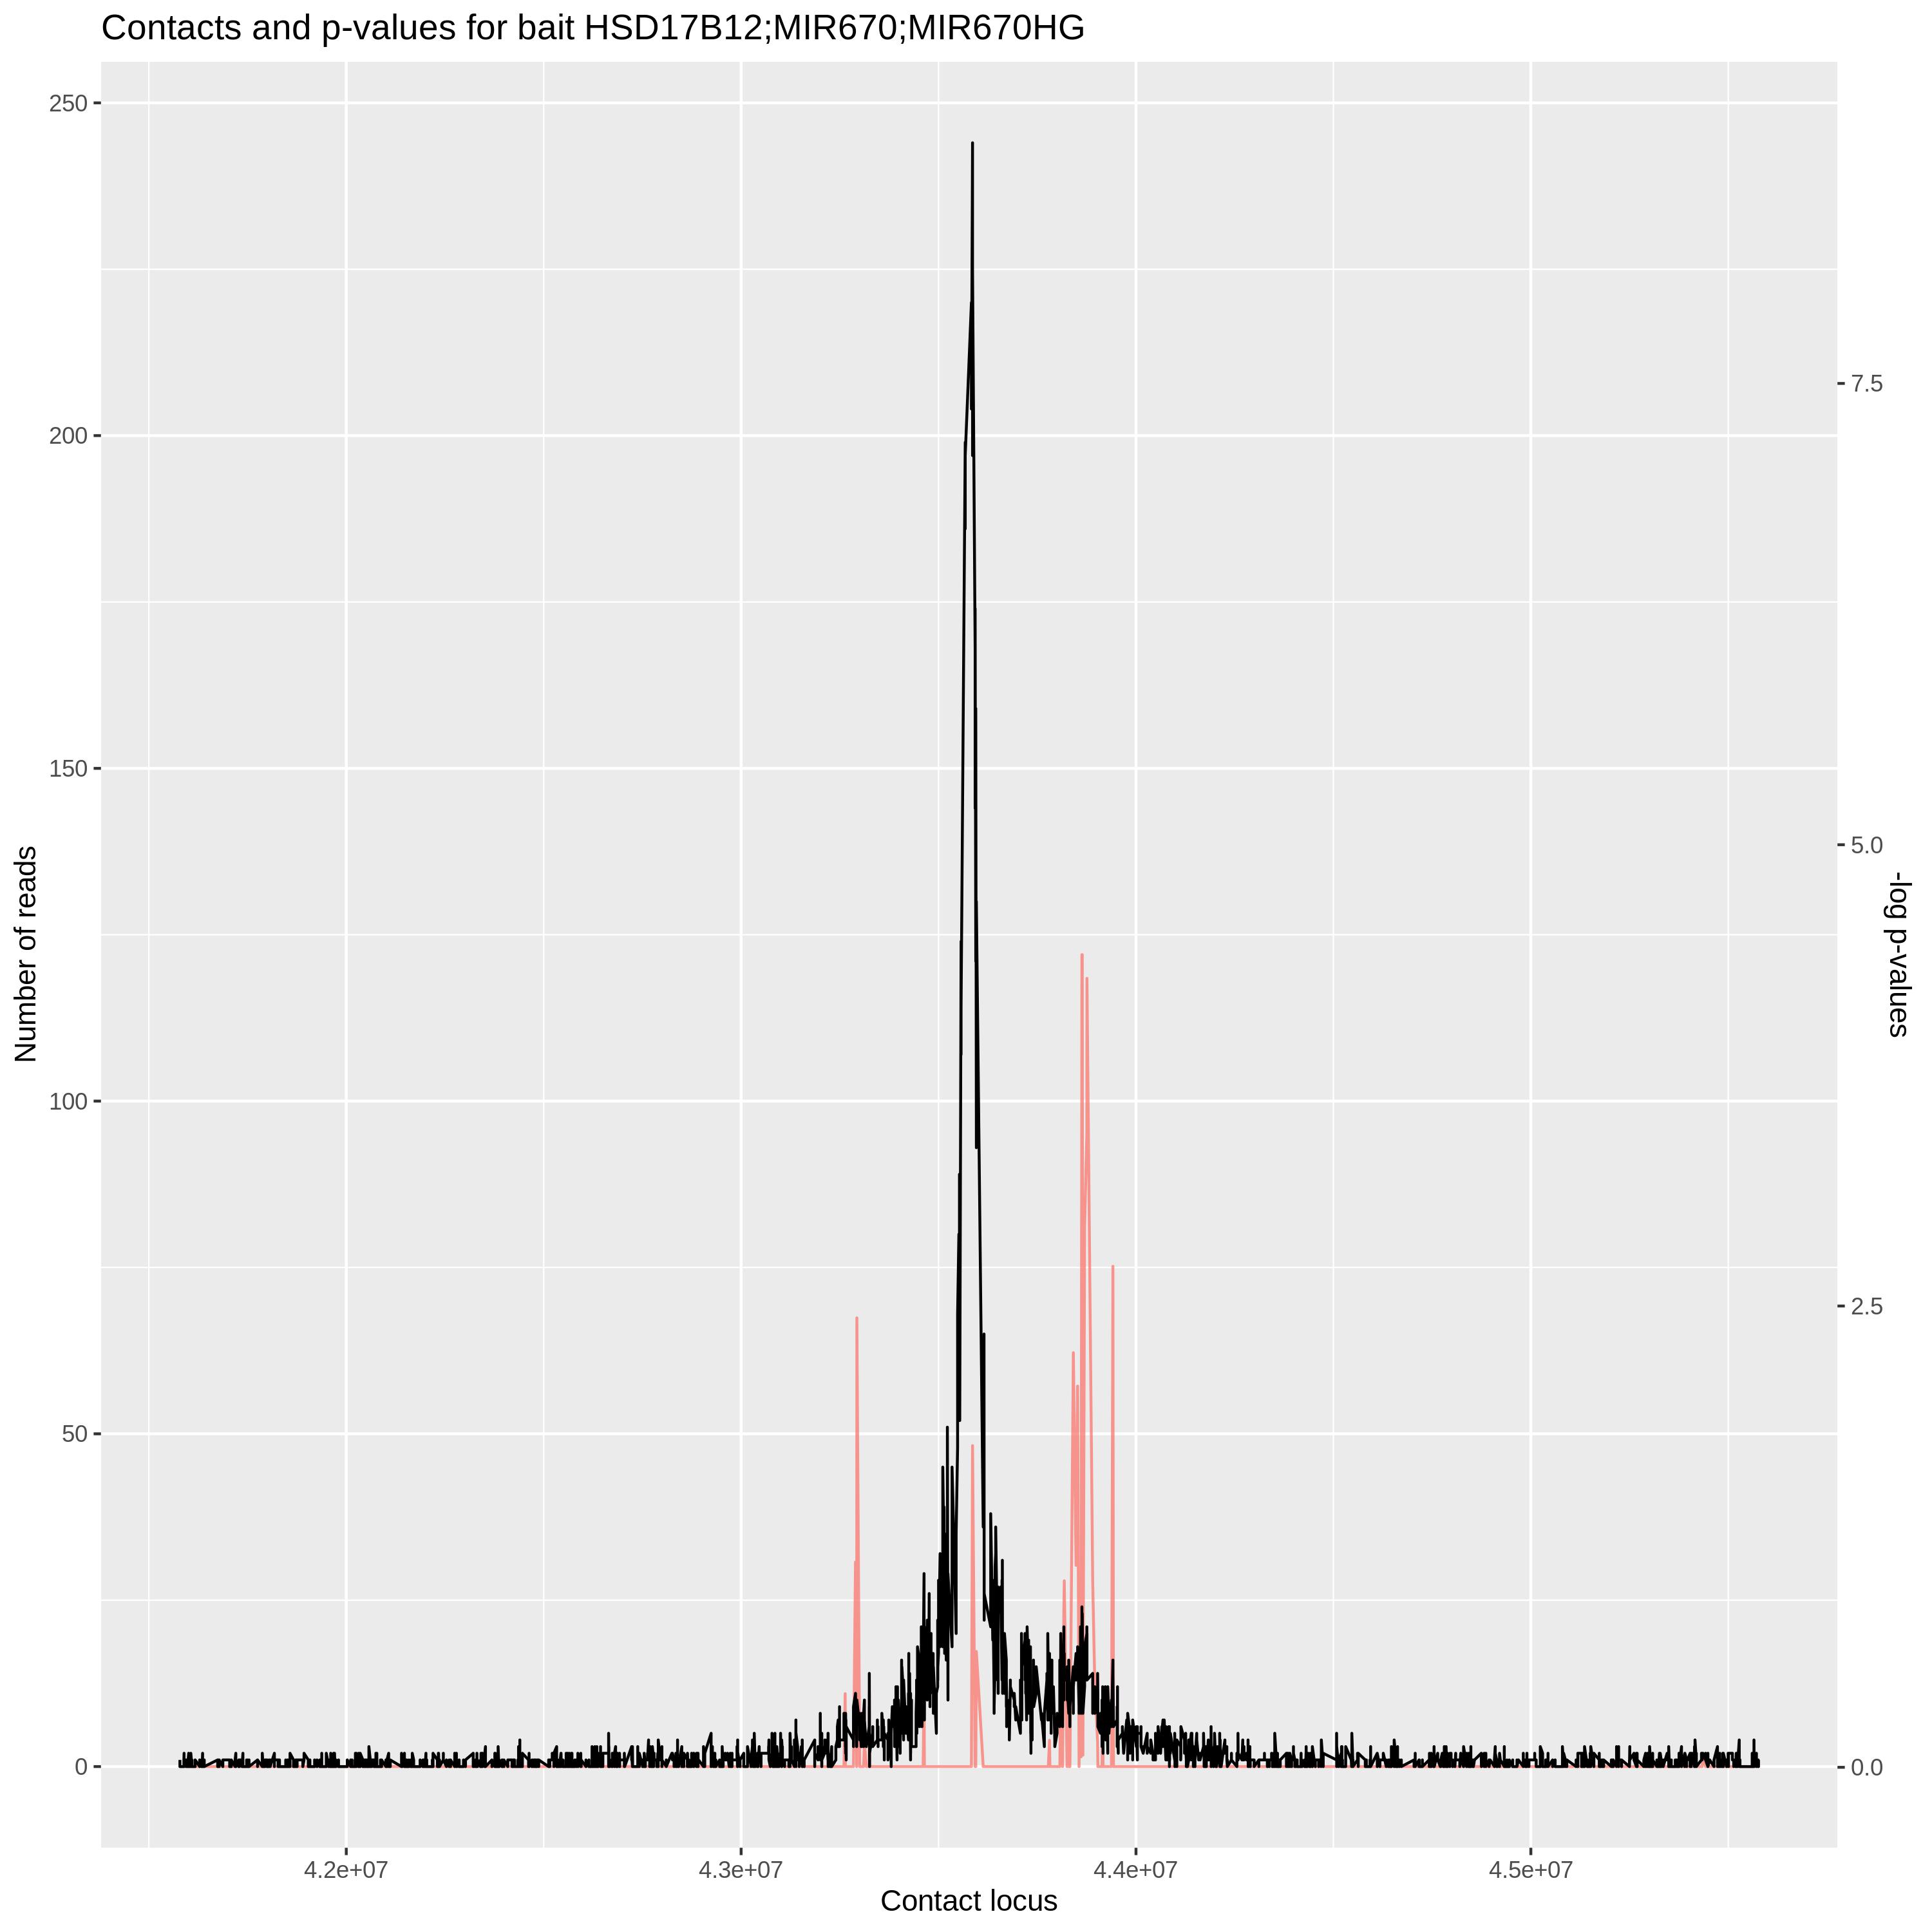 Contacts and p-values for bait HSD17B12;MIR670;MIR670HG
250
200
150
100
50
0
Number of reads
7.5
5.0
2.5
0.0
-log p-values
4.2e+07
4.3e+07
4.4e+07
4.5e+07
Contact locus